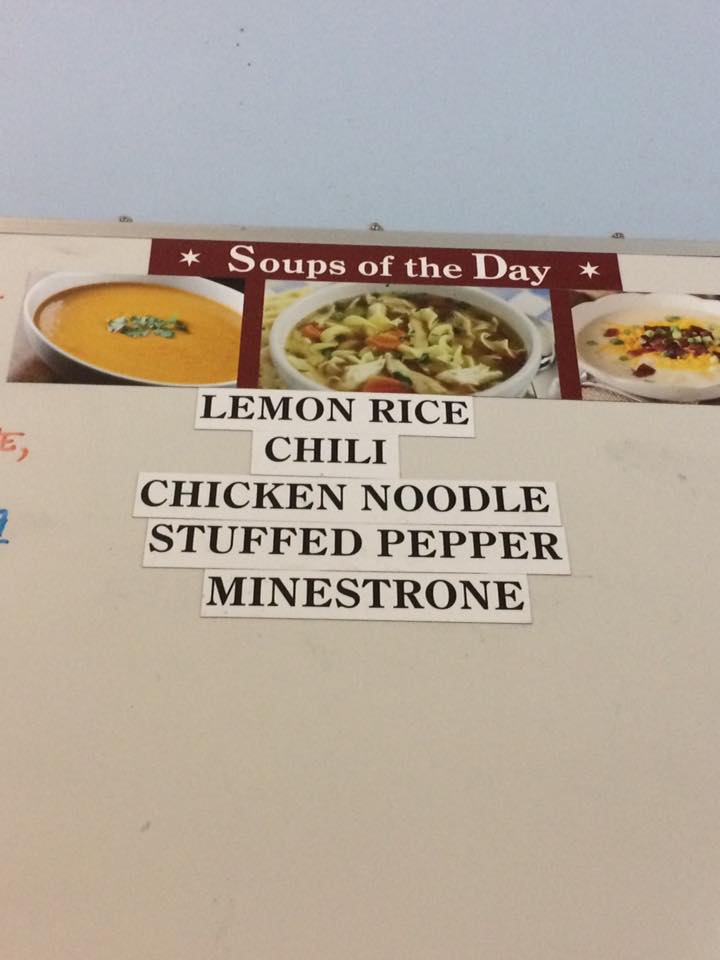 Soups of the Day
LEMON RICE
CHILI
CHICKEN NOODLE
STUFFED PEPPER
MINESTRONE